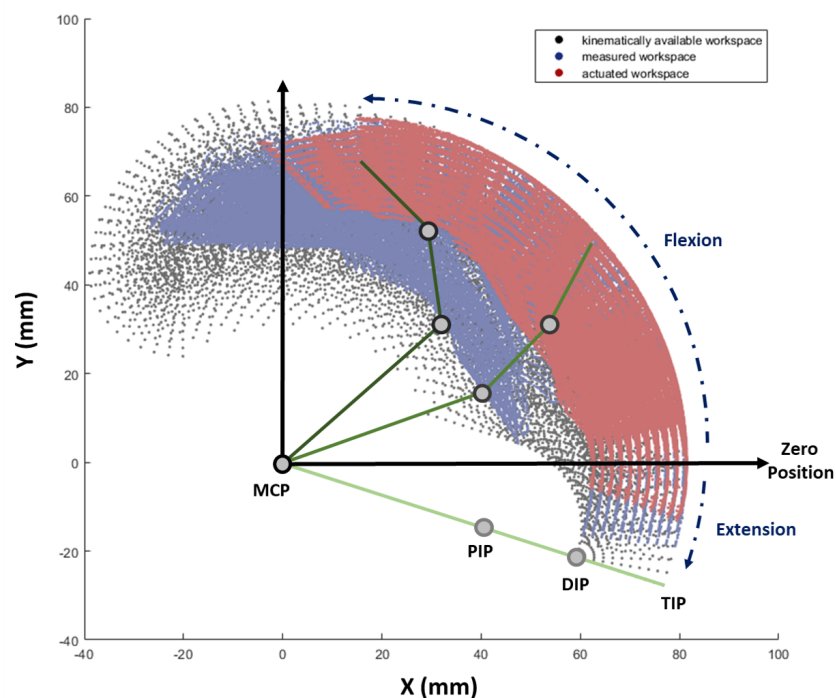 kinematically available workspace
measured workspace
actuated workspace
100
80
60
40
20
0
-20
-40
Y (mm)
Flexion
Zero
Position
MCP
Extension
PIP
DIP
TIP
-40
-20
0
20
40
60
80
100
X (mm)